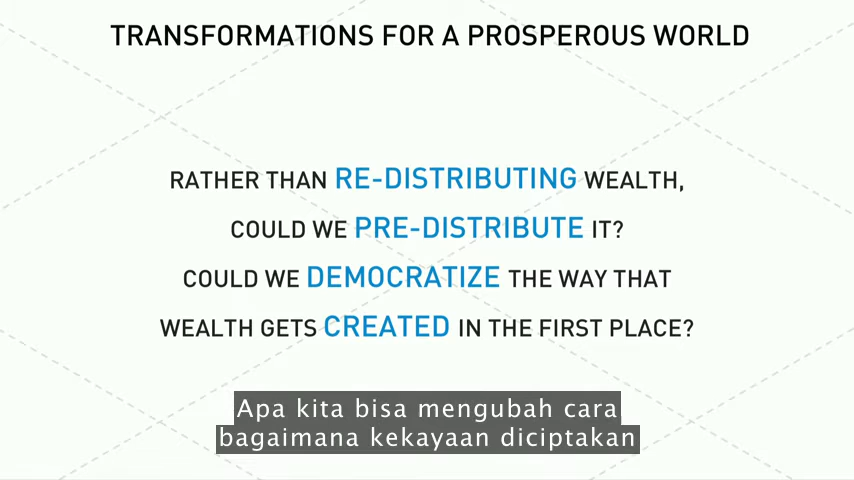 TRANSFORMATIONS FOR A PROSPEROUS WORLD
RATHER THAN RE-DISTRIBUTING WEALTH,
COULD WE PRE-DISTRIBUTE IT?
COULD WE DEMOCRATIZE THE WAY THAT
WEALTH GETS CREATED IN THE FIRST PLACE?
Apa kita bisa mengubah cara
bagaimana kekayaan diciptakan